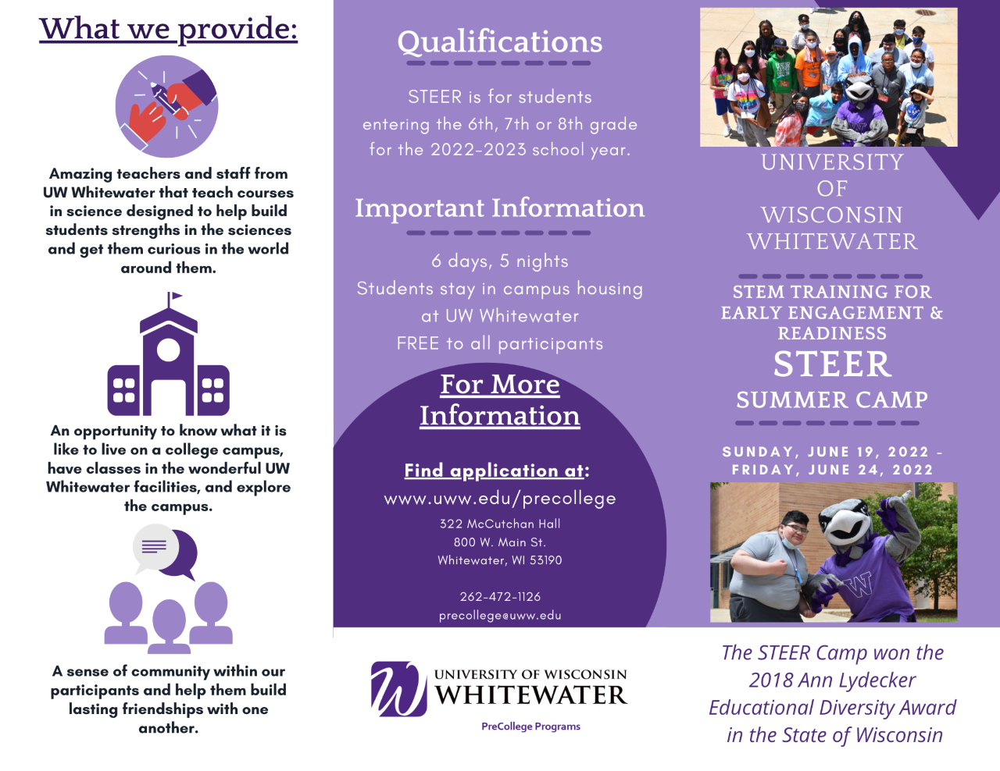 What we provide:
Amazing teachers and staff from
UW Whitewater that teach courses
in science designed to help build
students strengths in the sciences
and get them curious in the world
around them.
An opportunity to know what it is
like to live on a college campus,
have classes in the wonderful UW
Whitewater facilities, and explore
the campus.
A sense of community within our
participants and help them build
lasting friendships with one
another.
Qualifications
STEER is for students
entering the 6th, 7th or 8th grade
for the 2022-2023 school year.
Important Information
6 days, 5 nights
Students stay in campus housing
at UW Whitewater
FREE to all participants
For More
Information
Find application at:
www.uww.edu/precollege
322 McCutchan Hall
800 W. Main St.
Whitewater, WI 53190
262-472-1126
precollege@uww.edu
UNIVERSITY OF WISCONSIN
WHITEWATER
PreCollege Programs
UNIVERSITY
OF
WISCONSIN
WHITEWATER
STEM TRAINING FOR
EARLY ENGAGEMENT &
READINESS
STEER
SUMMER CAMP
SUNDAY, JUNE 19, 2022 -
FRIDAY, JUNE 24, 2022
W
The STEER Camp won the
2018 Ann Lydecker
Educational Diversity Award
in the State of Wisconsin